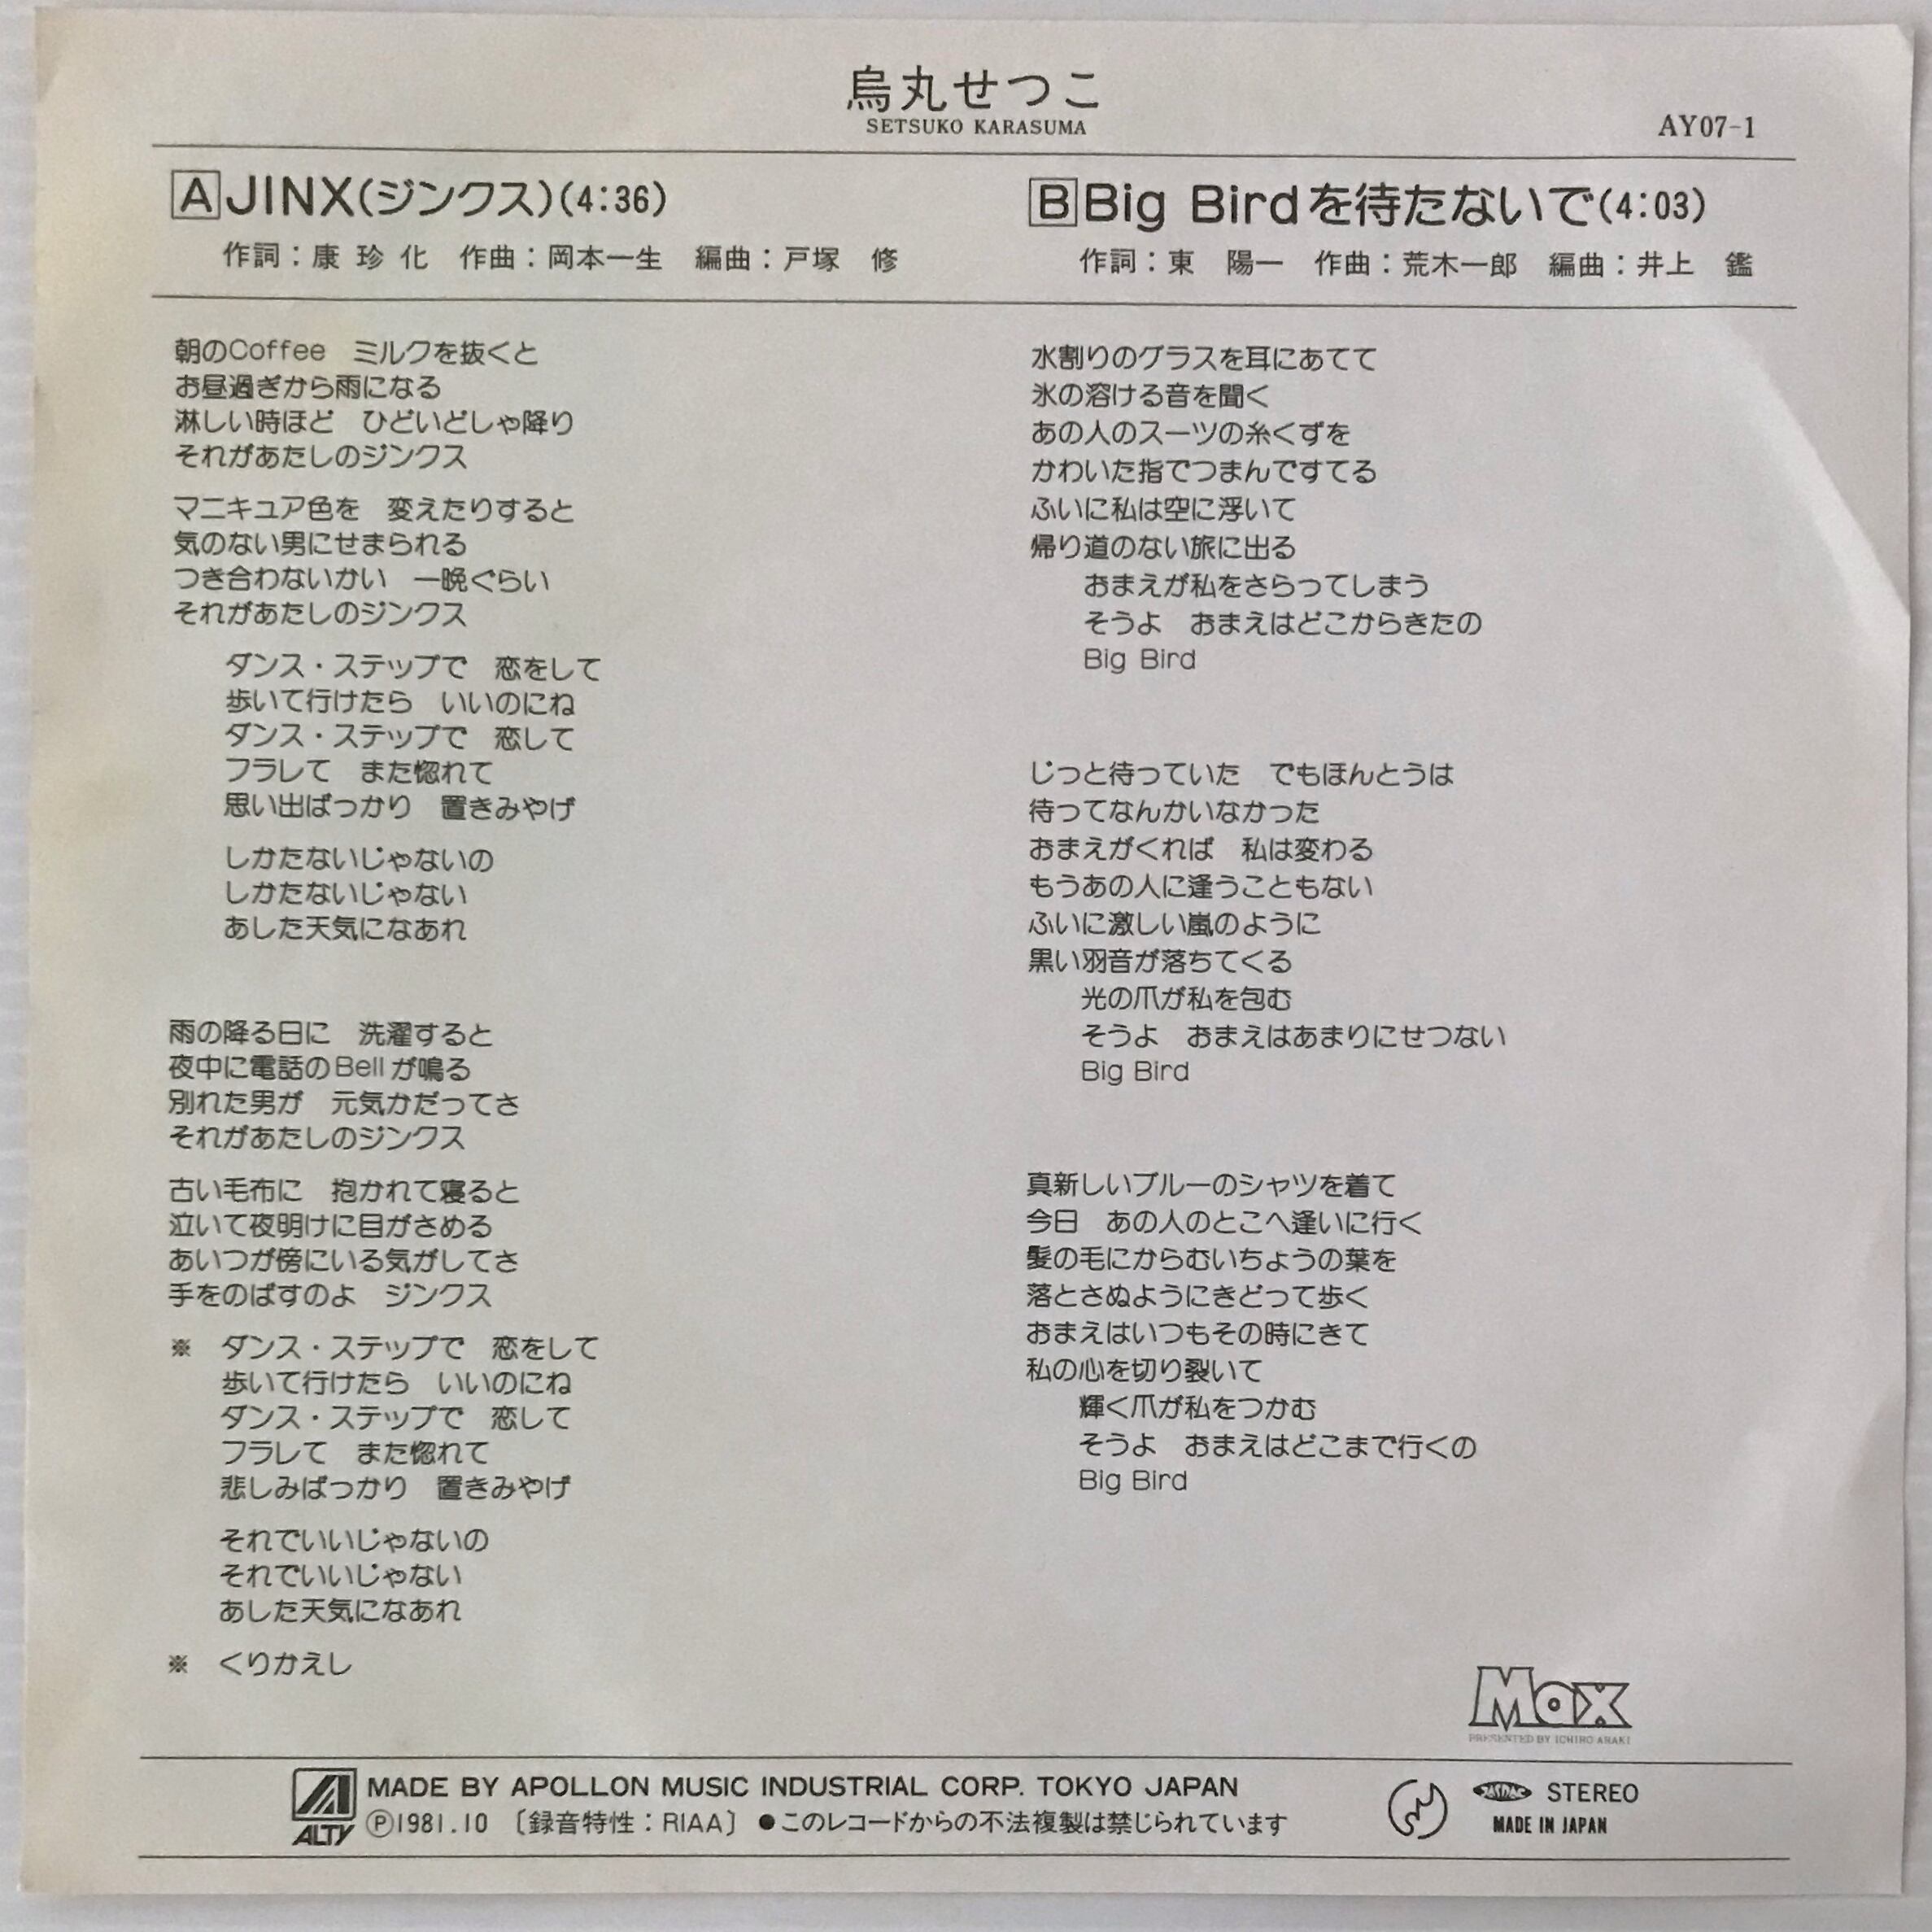 烏丸せつこ
SETSUKO KARASUMA
AY07-1
A JINX(ジンクス)(4:36)
作詞：康 珍 化　作曲：岡本一生　編曲：戸塚　修
朝のCoffee　ミルクを抜くと
お昼過ぎから雨になる
淋しい時ほど　ひどいどしゃ降り
それがあたしのジンクス
マニキュア色を　変えたりすると
気のない男にせまられる
つき合わないかい　一晩ぐらい
それがあたしのジンクス
ダンス・ステップで　恋をして
歩いて行けたら　いいのにね
ダンス・ステップで　恋して
フラレて　また惚れて
思い出ばっかり　置きみやげ
しかたないじゃないの
しかたないじゃない
あした天気になあれ
雨の降る日に　洗濯すると
夜中に電話のBellが鳴る
別れた男が　元気かだってさ
それがあたしのジンクス
古い毛布に　抱かれて寝ると
泣いて夜明けに目がさめる
あいつが傍にいる気がしてさ
手をのばすのよ　ジンクス
※　ダンス・ステップで　恋をして
歩いて行けたら　いいのにね
ダンス・ステップで　恋して
フラレて　また惚れて
悲しみばっかり　置きみやげ
それでいいじゃないの
それでいいじゃない
あした天気になあれ
※　くりかえし
B Big Birdを待たないで(4:03)
作詞：東　陽一　作曲：荒木一郎　編曲：井上　鑑
水割りのグラスを耳にあてて
氷の溶ける音を聞く
あの人のスーツの糸くずを
かわいた指でつまんですてる
ふいに私は空に浮いて
帰り道のない旅に出る
おまえが私をさらってしまう
そうよ　おまえはどこからきたの
Big Bird
じっと待っていた　でもほんとうは
待ってなんかいなかった
おまえがくれば　私は変わる
もうあの人に逢うこともない
ふいに激しい嵐のように
黒い羽音が落ちてくる
光の爪が私を包む
そうよ　おまえはあまりにせつない
Big Bird
真新しいブルーのシャツを着て
今日　あの人のとこへ逢いに行く
髪の毛にからむいちょうの葉を
落とさぬようにきどって歩く
おまえはいつもその時にきて
私の心を切り裂いて
輝く爪が私をつかむ
そうよ　おまえはどこまで行くの
Big Bird
Max
PRESENTED BY ICHIRO ARAKI
ALTY
MADE BY APOLLON MUSIC INDUSTRIAL CORP. TOKYO JAPAN
Ⓟ1981.10 〔録音特性：RIAA〕 ●このレコードからの不法複製は禁じられています
JASRAC STEREO
MADE IN JAPAN